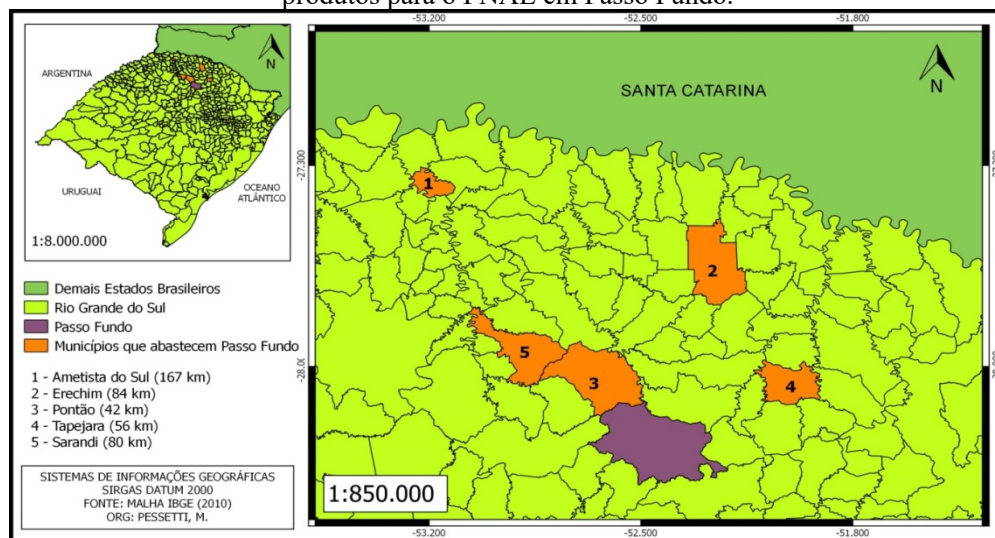 produtos para o PNAE em Passo Fundo.
-53.200
-52.500
-51.800
ARGENTINA
N
URUGUAI
OCEANO
ATLÂNTICO
1:8.000.000
Demais Estados Brasileiros
Rio Grande do Sul
Passo Fundo
Municípios que abastecem Passo Fundo
1 - Ametista do Sul (167 km)
2 - Erechim (84 km)
3 - Pontão (42 km)
4 - Tapejara (56 km)
5 - Sarandi (80 km)
SISTEMAS DE INFORMAÇÕES GEOGRÁFICAS
SIRGAS DATUM 2000
FONTE: MALHA IBGE (2010)
ORG: PESSETTI, M.
SANTA CATARINA
N
-27.300
1
2
5
3
4
1:850.000
-53.200
-52.500
-51.800